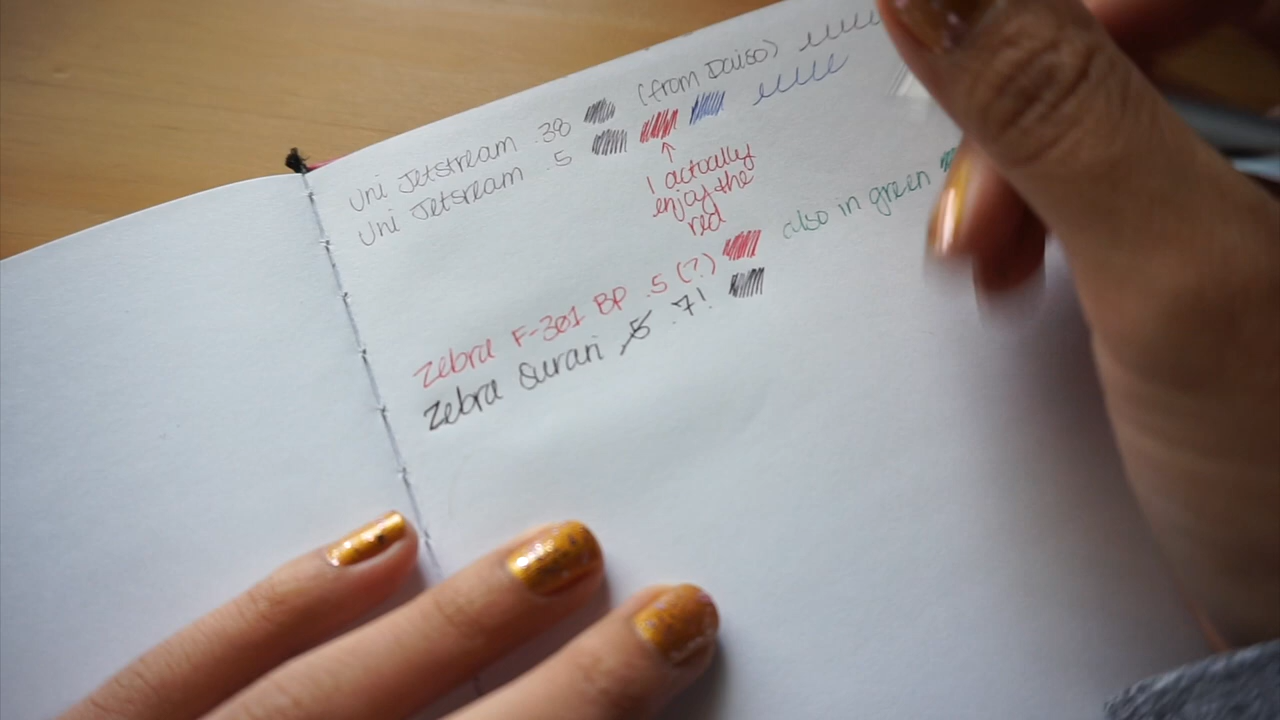 Uni Jetstream .38 (from Daiso)
Uni Jetstream .5
↑
I actually
enjoy the
red
Zebra F-301 BP .5 (?) also in green
Zebra Surari .5 .7!